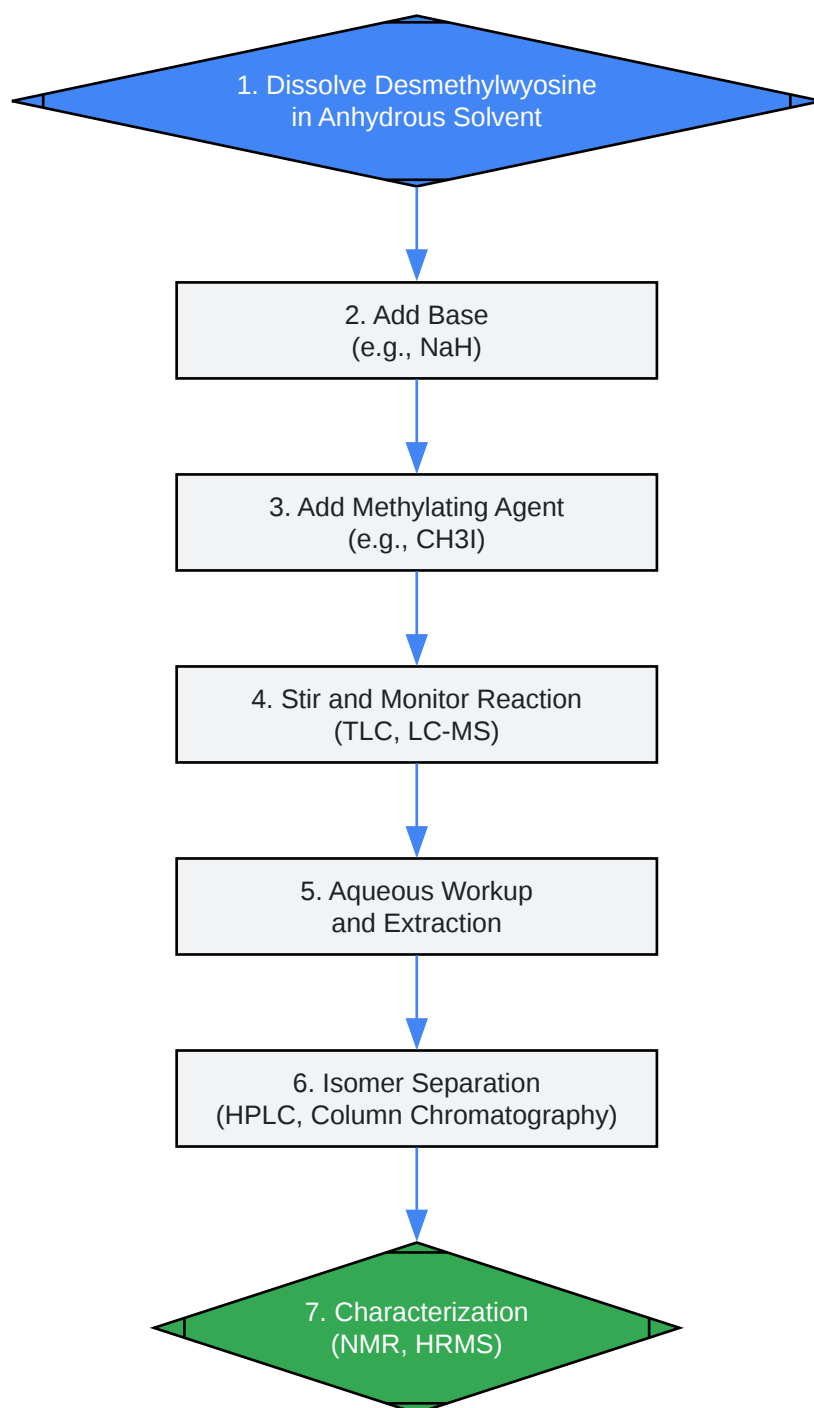 1. Dissolve Desmethylwyosine
in Anhydrous Solvent
2. Add Base
(e.g., NaH)
3. Add Methylating Agent
(e.g., CH3I)
4. Stir and Monitor Reaction
(TLC, LC-MS)
5. Aqueous Workup
and Extraction
6. Isomer Separation
(HPLC, Column Chromatography)
7. Characterization
(NMR, HRMS)